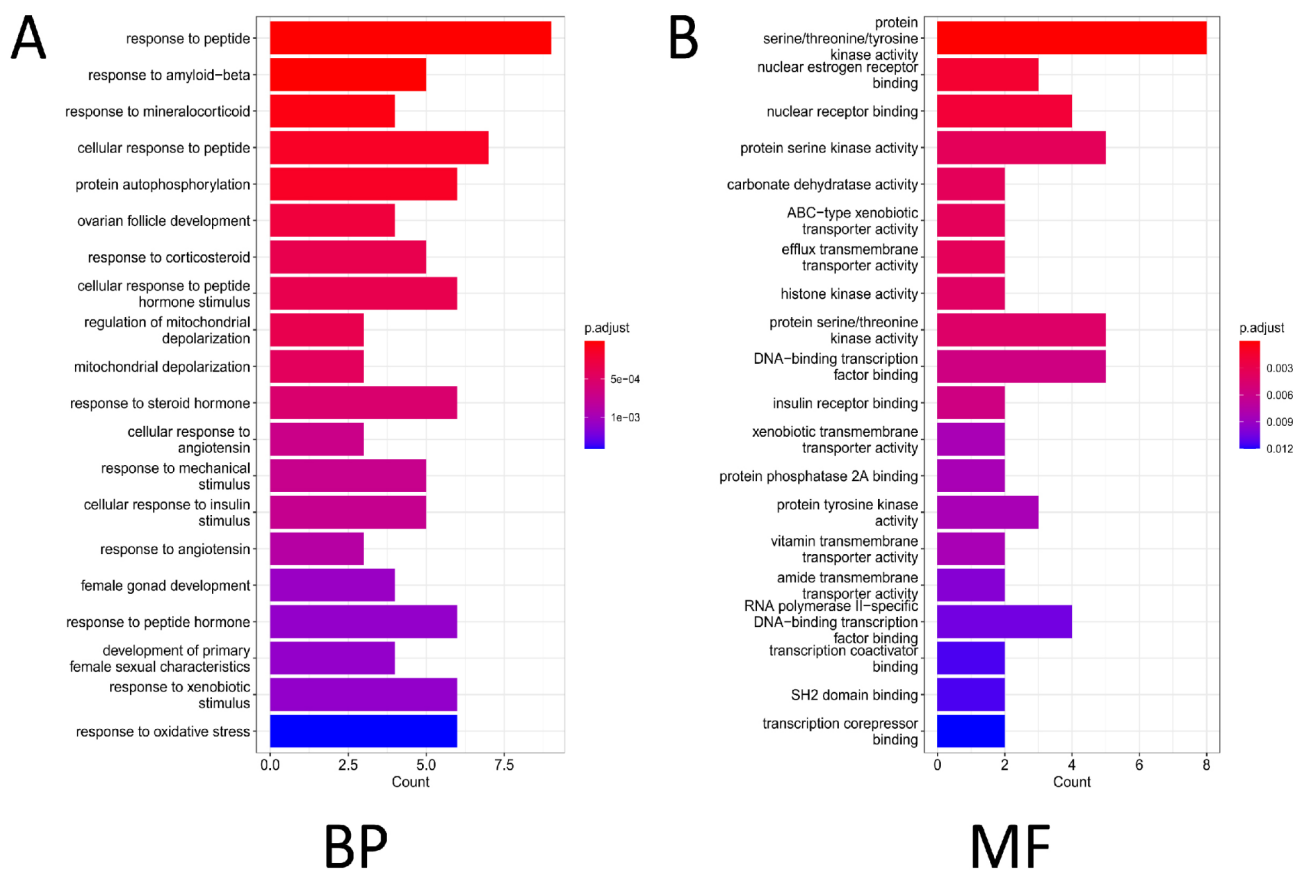 A
response to peptide
response to amyloid−beta
response to mineralocorticoid
cellular response to peptide
protein autophosphorylation
ovarian follicle development
response to corticosteroid
cellular response to peptide
hormone stimulus
regulation of mitochondrial
depolarization
mitochondrial depolarization
response to steroid hormone
cellular response to
angiotensin
response to mechanical
stimulus
cellular response to insulin
stimulus
response to angiotensin
female gonad development
response to peptide hormone
development of primary
female sexual characteristics
response to xenobiotic
stimulus
response to oxidative stress
0.0 2.5 5.0 7.5
Count
p.adjust
5e−04
1e−03
BP
B
protein
serine/threonine/tyrosine
kinase activity
nuclear estrogen receptor
binding
nuclear receptor binding
protein serine kinase activity
carbonate dehydratase activity
ABC−type xenobiotic
transporter activity
efflux transmembrane
transporter activity
histone kinase activity
protein serine/threonine
kinase activity
DNA−binding transcription
factor binding
insulin receptor binding
xenobiotic transmembrane
transporter activity
protein phosphatase 2A binding
protein tyrosine kinase
activity
vitamin transmembrane
transporter activity
amide transmembrane
transporter activity
RNA polymerase II−specific
DNA−binding transcription
factor binding
transcription coactivator
binding
SH2 domain binding
transcription corepressor
binding
0 2 4 6 8
Count
p.adjust
0.003
0.006
0.009
0.012
MF